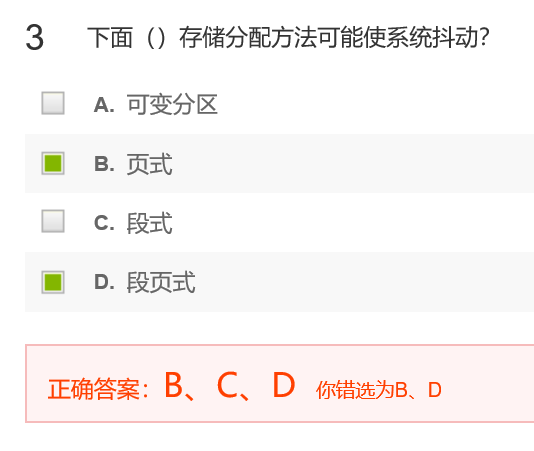 3 下面（）存储分配方法可能使系统抖动？
A. 可变分区
B. 页式
C. 段式
D. 段页式
正确答案：B、C、D 你错选为B、D